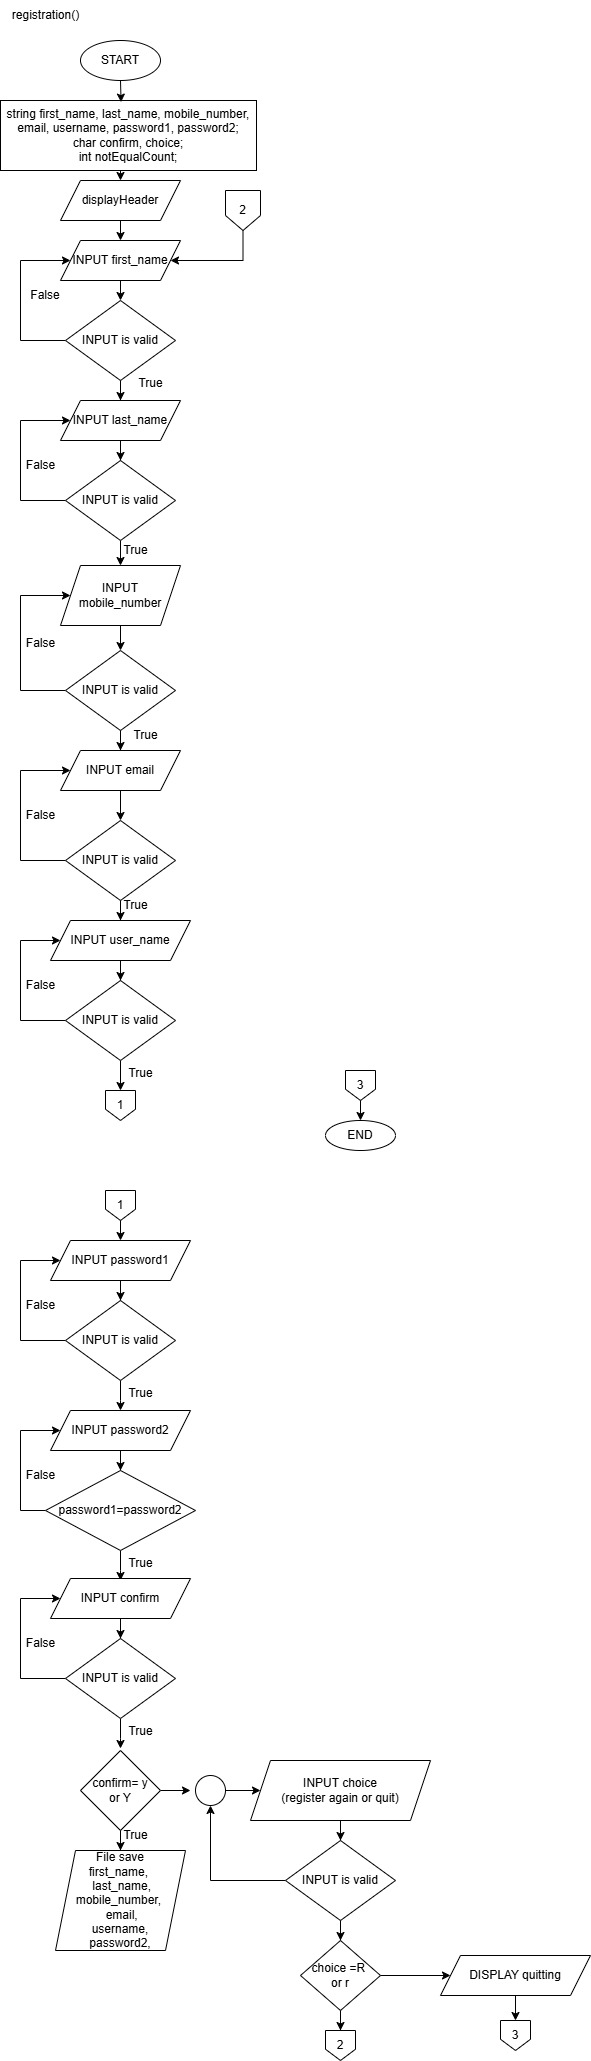 registration()
START
string first_name, last_name, mobile_number,
email, username, password1, password2;
char confirm, choice;
int notEqualCount;
displayHeader
2
INPUT first_name
False
INPUT is valid
True
INPUT last_name
False
INPUT is valid
True
INPUT
mobile_number
False
INPUT is valid
True
INPUT email
False
INPUT is valid
True
INPUT user_name
False
INPUT is valid
True
1
3
END
1
INPUT password1
False
INPUT is valid
True
INPUT password2
False
password1=password2
True
INPUT confirm
False
INPUT is valid
True
confirm= y
or Y
True
File save
first_name,
last_name,
mobile_number,
email,
username,
password2,
INPUT choice
(register again or quit)
INPUT is valid
choice =R
or r
DISPLAY quitting
2
3